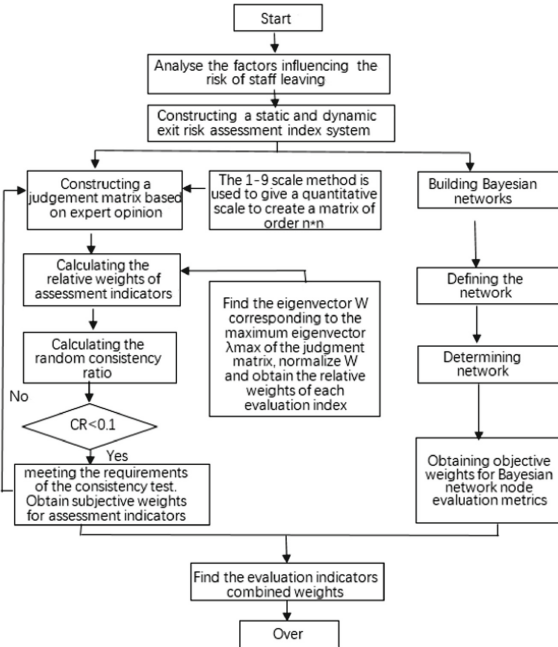 Start
Analyse the factors influencing the
risk of staff leaving
Constructing a static and dynamic
exit risk assessment index system
Constructing a
judgement matrix based
on expert opinion
The 1-9 scale method is
used to give a quantitative
scale to create a matrix of
order n*n
Building Bayesian
networks
Calculating the
relative weights of
assessment indicators
Find the eigenvector W
corresponding to the
maximum eigenvector
λmax of the judgment
matrix, normalize W
and obtain the relative
weights of each
evaluation index
Defining the
network
Calculating the
random consistency
ratio
Determining
network
No
CR<0.1
Yes
meeting the requirements
of the consistency test.
Obtain subjective weights
for assessment indicators
Obtaining objective
weights for Bayesian
network node
evaluation metrics
Find the evaluation indicators
combined weights
Over